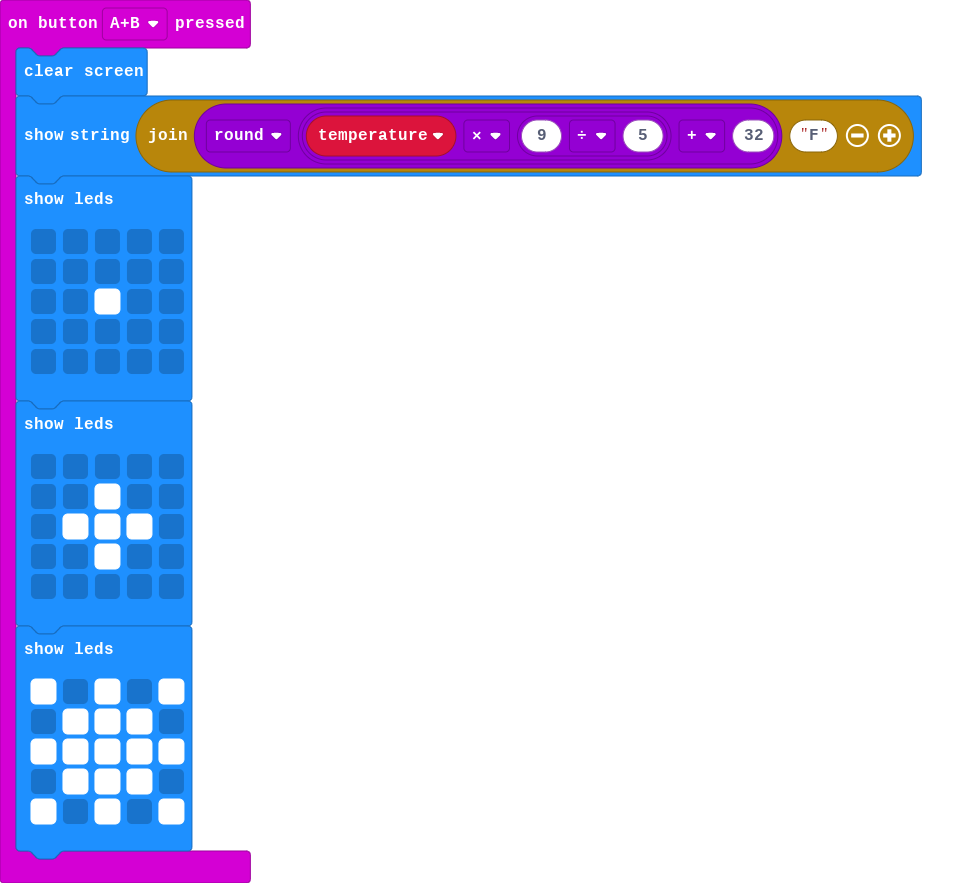 on button A+B pressed
clear screen
show string join round temperature × 9 ÷ 5 + 32 "F"
show leds
show leds
show leds